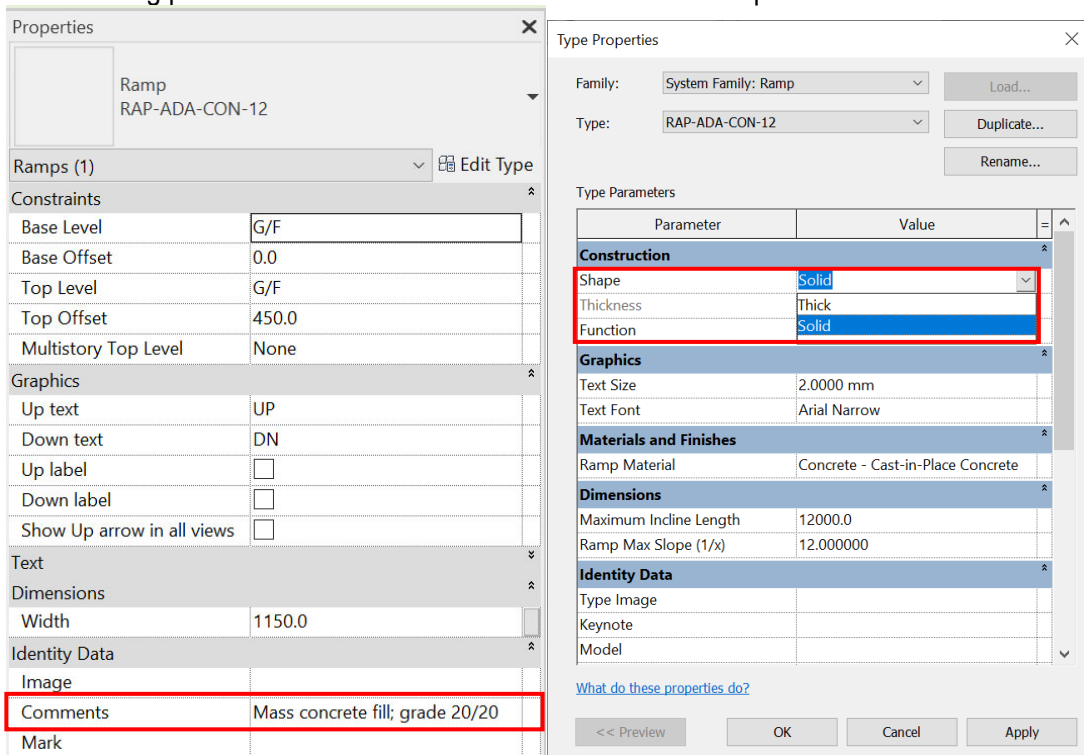 Properties
Ramp
RAP-ADA-CON-12
Ramps (1) Edit Type
Constraints
Base Level G/F
Base Offset 0.0
Top Level G/F
Top Offset 450.0
Multistory Top Level None
Graphics
Up text UP
Down text DN
Up label
Down label
Show Up arrow in all views
Text
Dimensions
Width 1150.0
Identity Data
Image
Comments Mass concrete fill; grade 20/20
Mark
Type Properties
Family: System Family: Ramp Load...
Type: RAP-ADA-CON-12 Duplicate...
Rename...
Type Parameters
Parameter Value =
Construction
Shape Solid
Thickness Thick
Function Solid
Graphics
Text Size 2.0000 mm
Text Font Arial Narrow
Materials and Finishes
Ramp Material Concrete - Cast-in-Place Concrete
Dimensions
Maximum Incline Length 12000.0
Ramp Max Slope (1/x) 12.000000
Identity Data
Type Image
Keynote
Model
What do these properties do?
<< Preview OK Cancel Apply